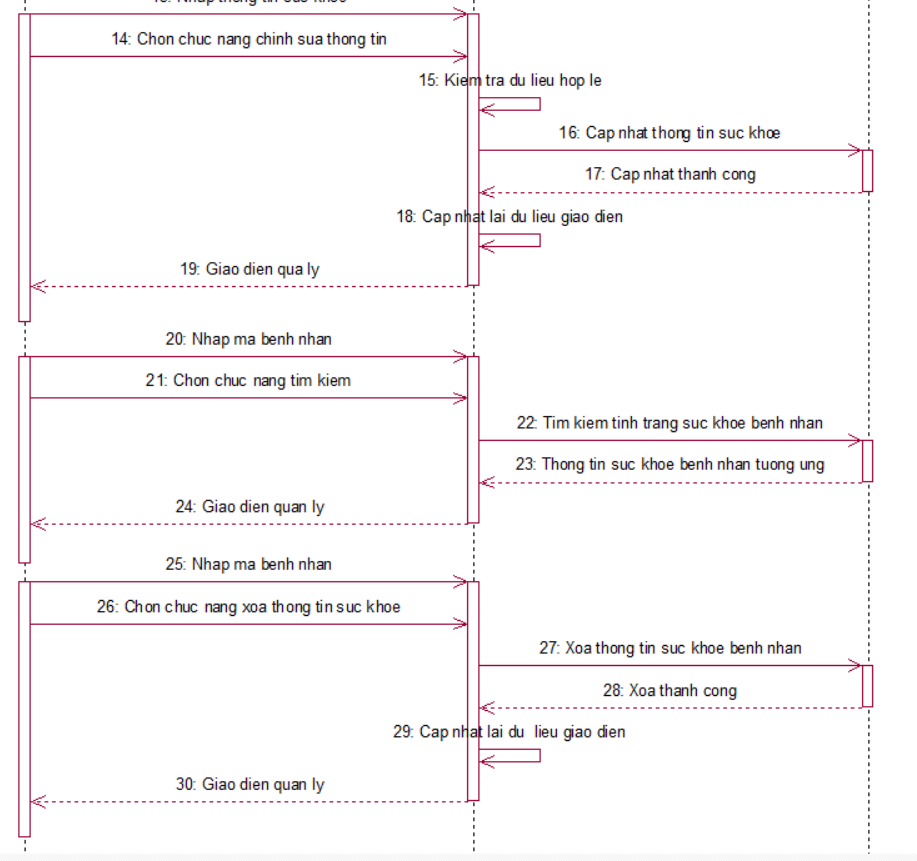 14: Chon chuc nang chinh sua thong tin
15: Kiem tra du lieu hop le
16: Cap nhat thong tin suc khoe
17: Cap nhat thanh cong
18: Cap nhat lai du lieu giao dien
19: Giao dien qua ly
20: Nhap ma benh nhan
21: Chon chuc nang tim kiem
22: Tim kiem tinh trang suc khoe benh nhan
23: Thong tin suc khoe benh nhan tuong ung
24: Giao dien quan ly
25: Nhap ma benh nhan
26: Chon chuc nang xoa thong tin suc khoe
27: Xoa thong tin suc khoe benh nhan
28: Xoa thanh cong
29: Cap nhat lai du  lieu giao dien
30: Giao dien quan ly